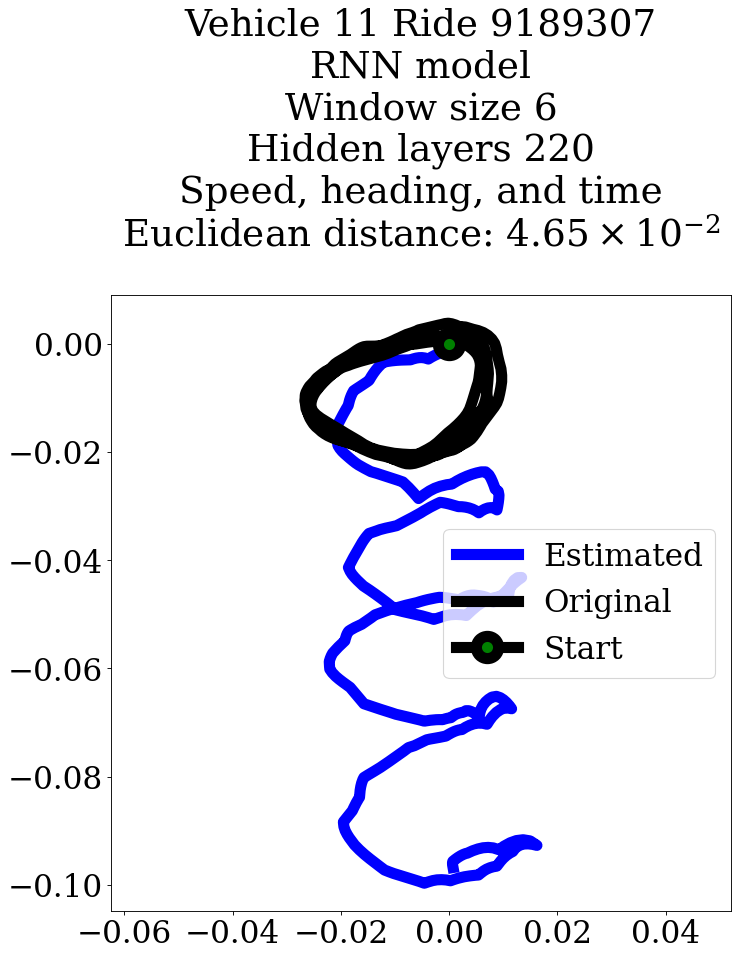 Vehicle 11 Ride 9189307
RNN model
Window size 6
Hidden layers 220
Speed, heading, and time
Euclidean distance: 4.65 × 10⁻²
0.00
−0.02
−0.04
−0.06
−0.08
−0.10
Estimated
Original
Start
−0.06 −0.04 −0.02 0.00 0.02 0.04